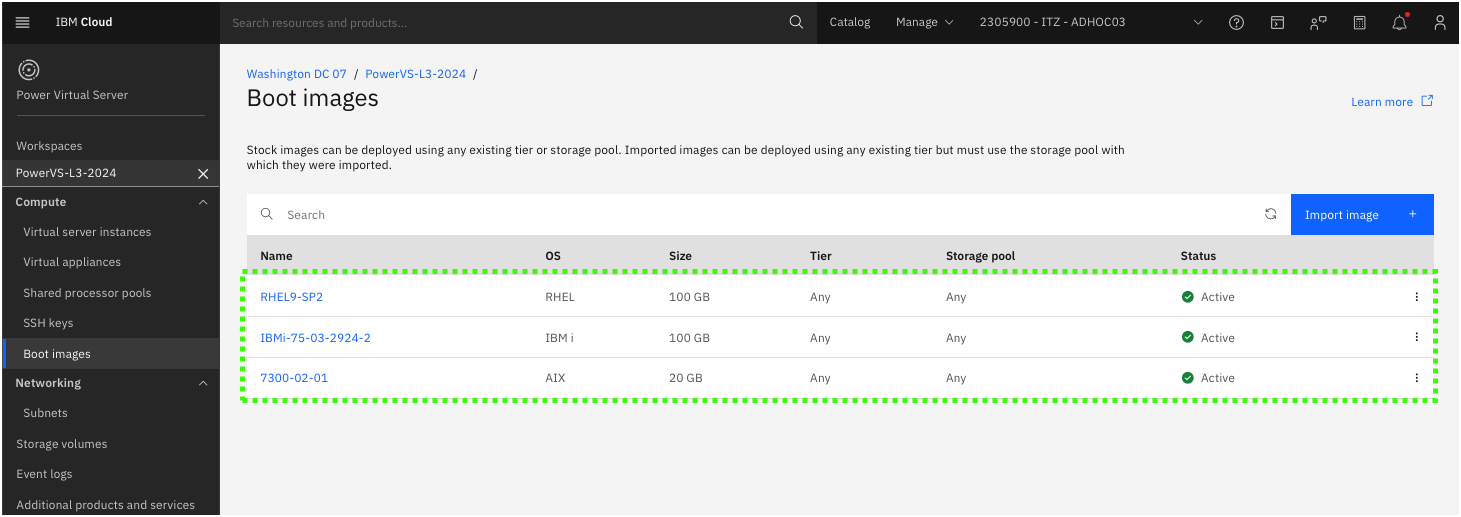 IBM Cloud
Search resources and products...
Catalog
Manage
2305900 - ITZ - ADHOC03
Power Virtual Server
Workspaces
PowerVS-L3-2024
Compute
Virtual server instances
Virtual appliances
Shared processor pools
SSH keys
Boot images
Networking
Subnets
Storage volumes
Event logs
Additional products and services
Washington DC 07 / PowerVS-L3-2024 /
Boot images
Learn more
Stock images can be deployed using any existing tier or storage pool. Imported images can be deployed using any existing tier but must use the storage pool with
which they were imported.
Search
Import image +
Name OS Size Tier Storage pool Status
RHEL9-SP2 RHEL 100 GB Any Any Active
IBMi-75-03-2924-2 IBM i 100 GB Any Any Active
7300-02-01 AIX 20 GB Any Any Active